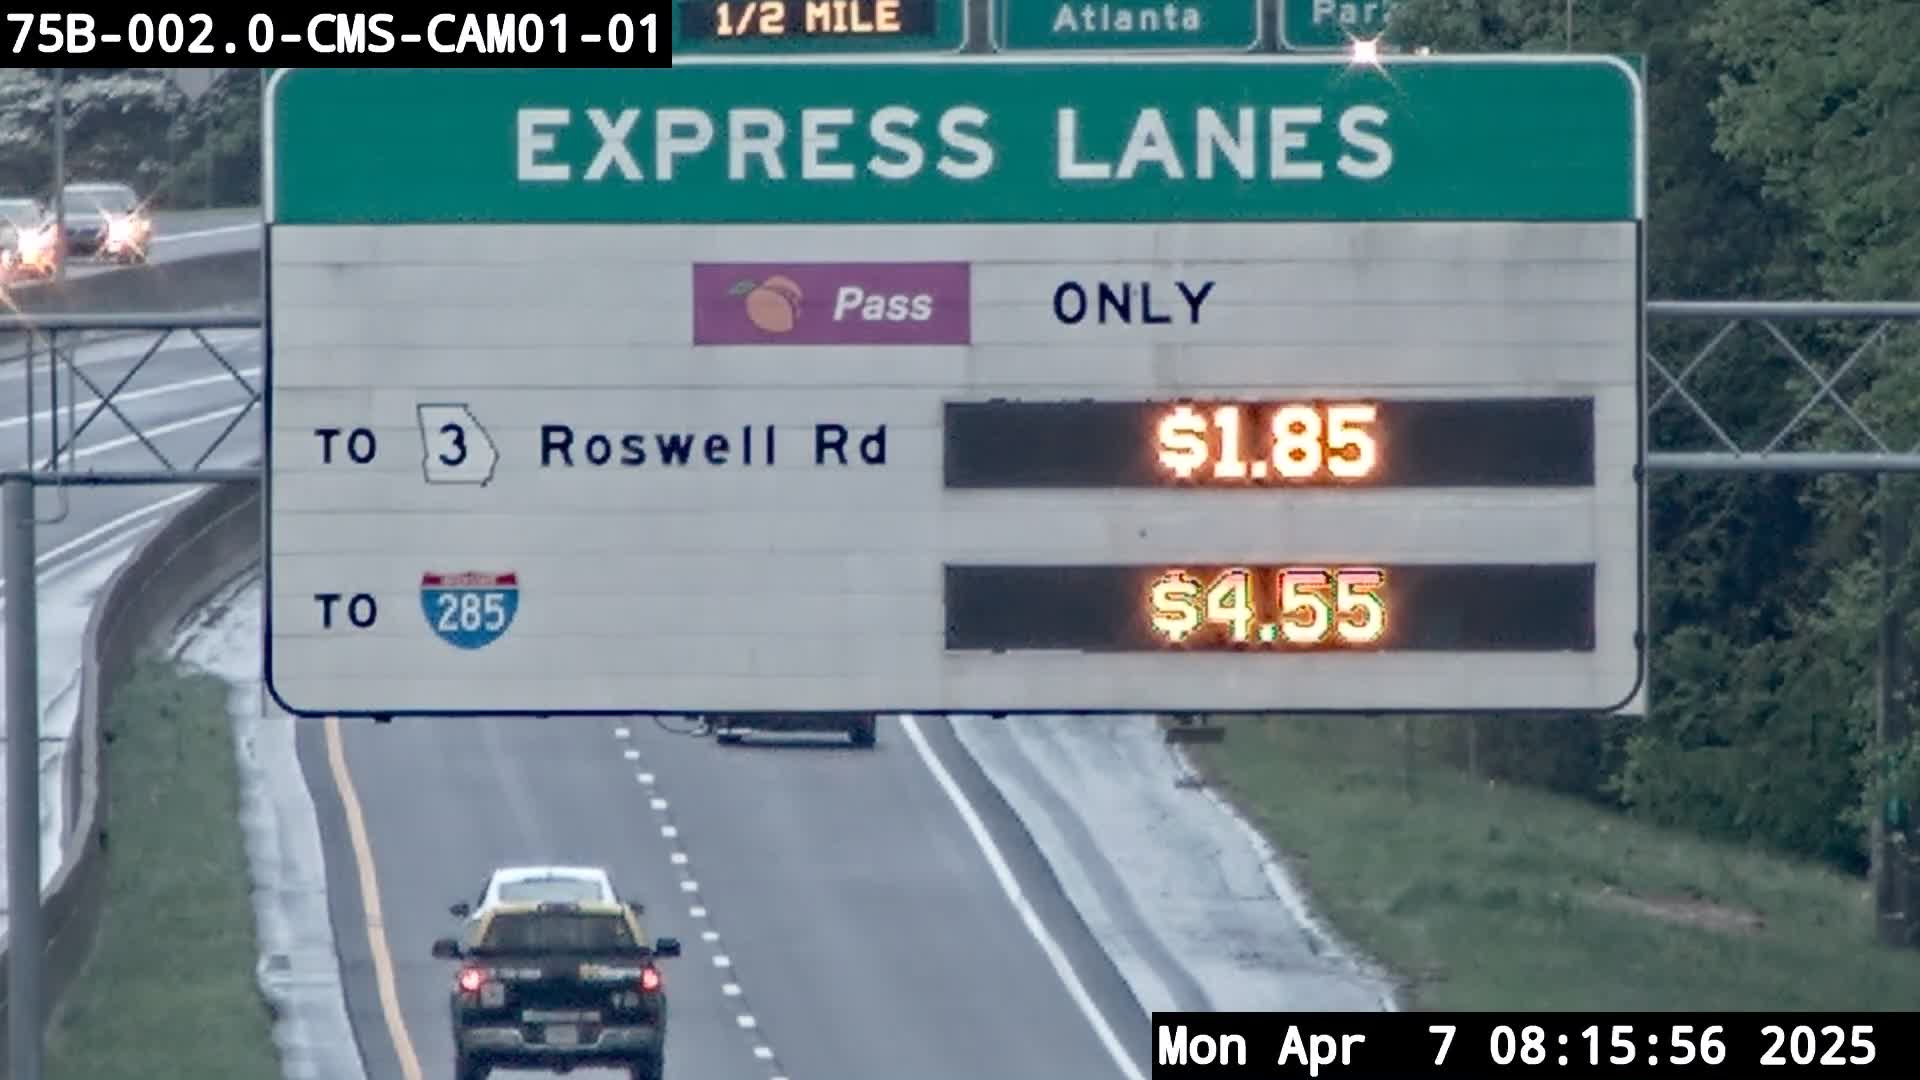 75B-002.0-CMS-CAM01-01
1/2 MILE
Atlanta
EXPRESS LANES
Pass ONLY
TO 3 Roswell Rd $1.85
TO 285 $4.55
Mon Apr 7 08:15:56 2025